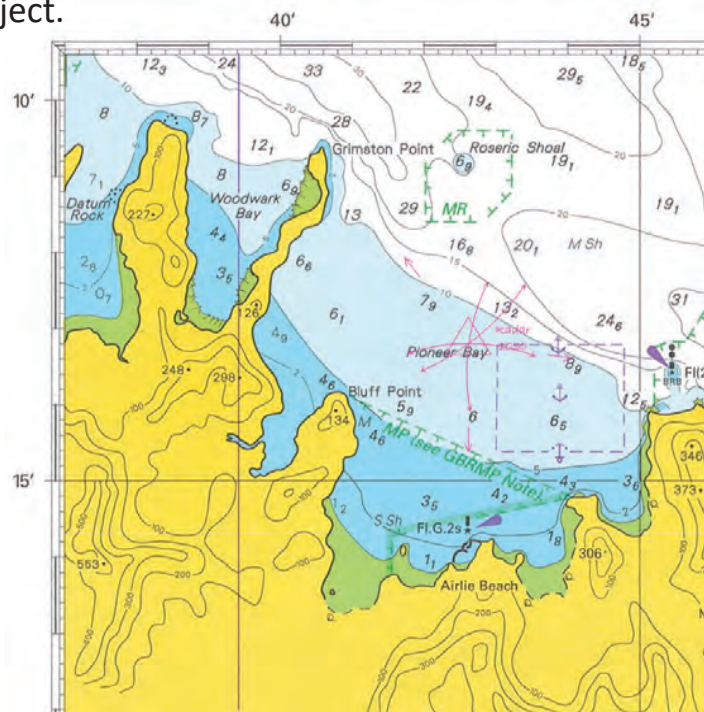 ject.
40' 45'
12₃ 24 33 22 29₅ 18₅
10'
8 8₇ 28 19₄
12₁ Grimston Point Roseric Shoal
6₉ 19₁
7₁ 8 6₉
Datum Rock
Woodwark Bay
29 MR 19₁
227 13
4₄ 16₈ 20₁ M Sh
2₈ 3₅ 6₆
0₇
126 6₁ 7₉ 13₂ 24₆ 31
4₉ Pioneer Bay
248 298 8₉ Fl(2
BRB
4₆ Bluff Point 5₉ 6 6₅ 12₅
134 M 4₆
MP (see GBRMP Note)
346
15'
373
1₂ 3₅ 4₂ 4₃ 3₆
S Sh Fl.G.2s
1₁ 1₈ 306
553
Airlie Beach